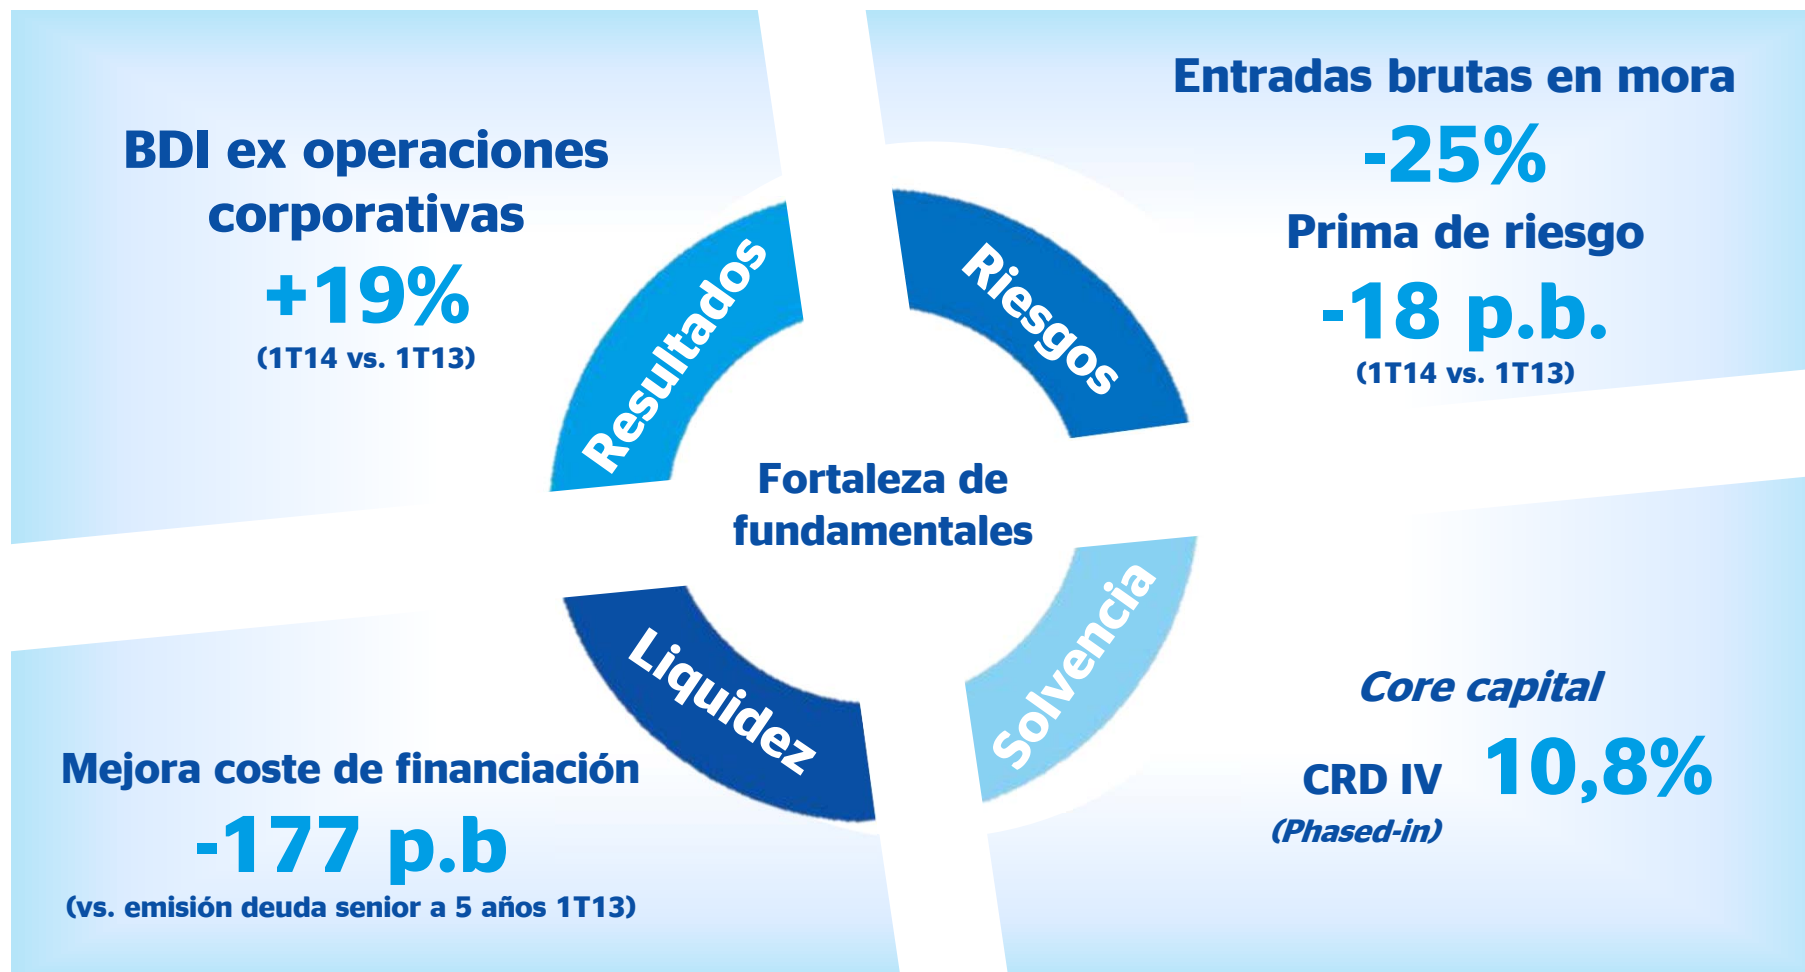 BDI ex operaciones
corporativas
+19%
(1T14 vs. 1T13)
Entradas brutas en mora
-25%
Prima de riesgo
-18 p.b.
(1T14 vs. 1T13)
Resultados
Riesgos
Fortaleza de
fundamentales
Liquidez
Solvencia
Mejora coste de financiación
-177 p.b
(vs. emisión deuda senior a 5 años 1T13)
Core capital
CRD IV 10,8%
(Phased-in)